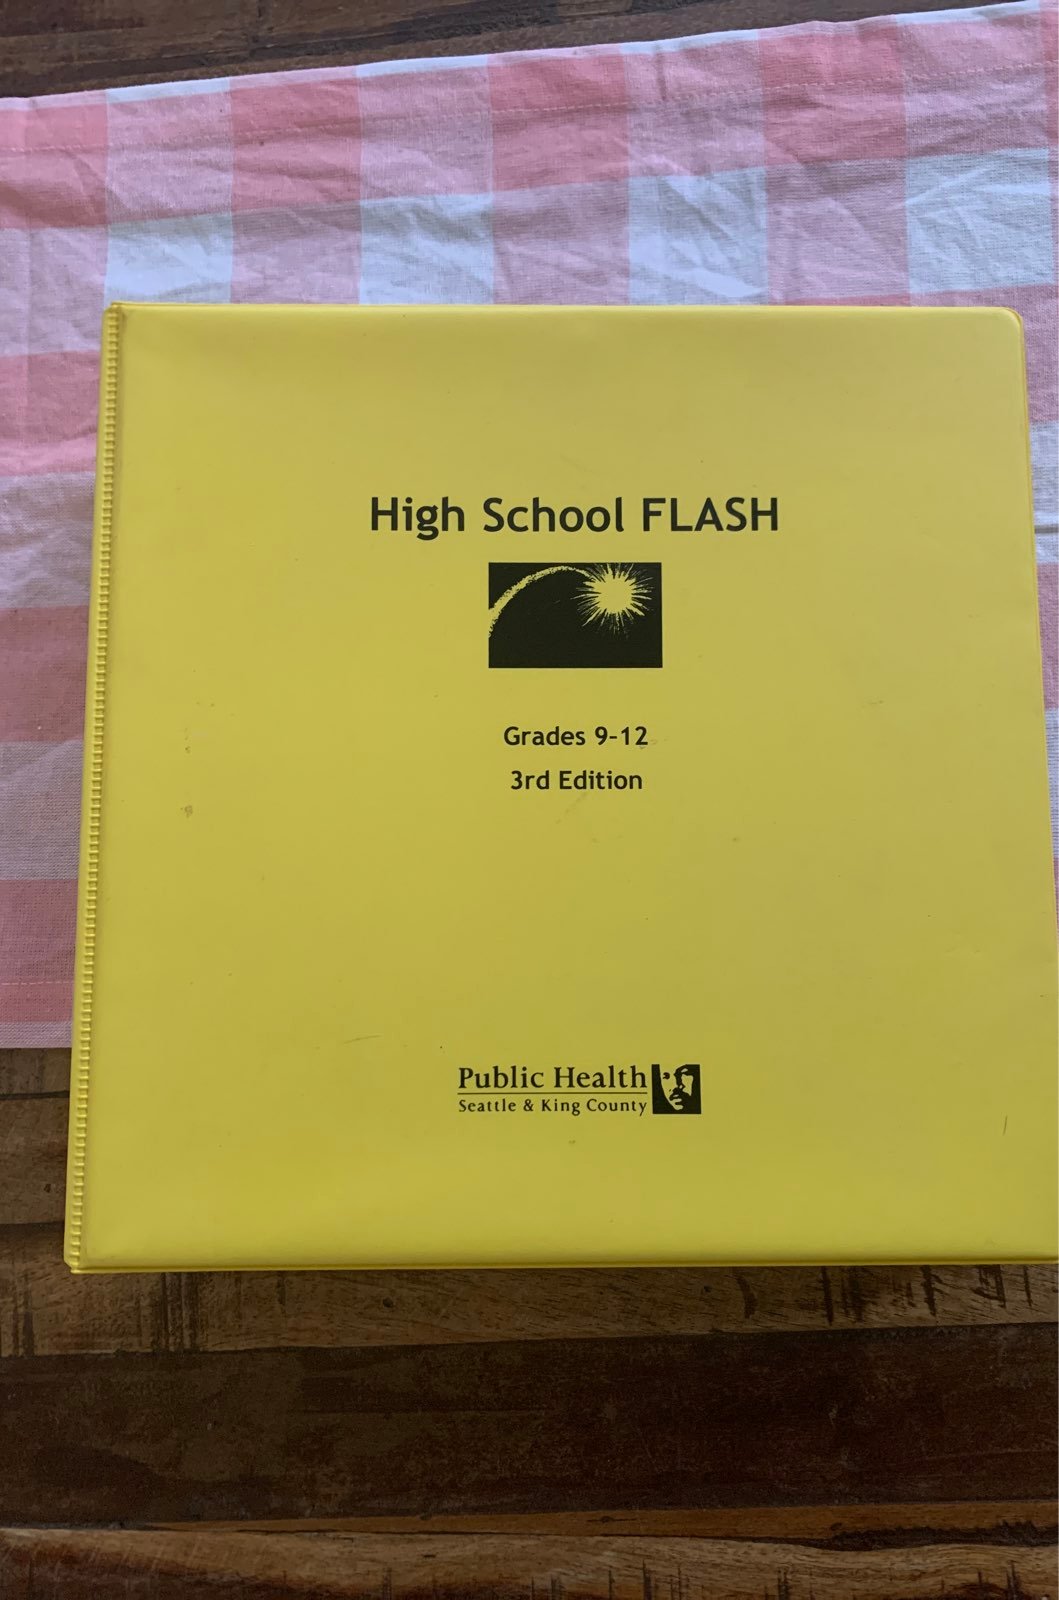 High School FLASH
Grades 9-12
3rd Edition
Public Health
Seattle & King County